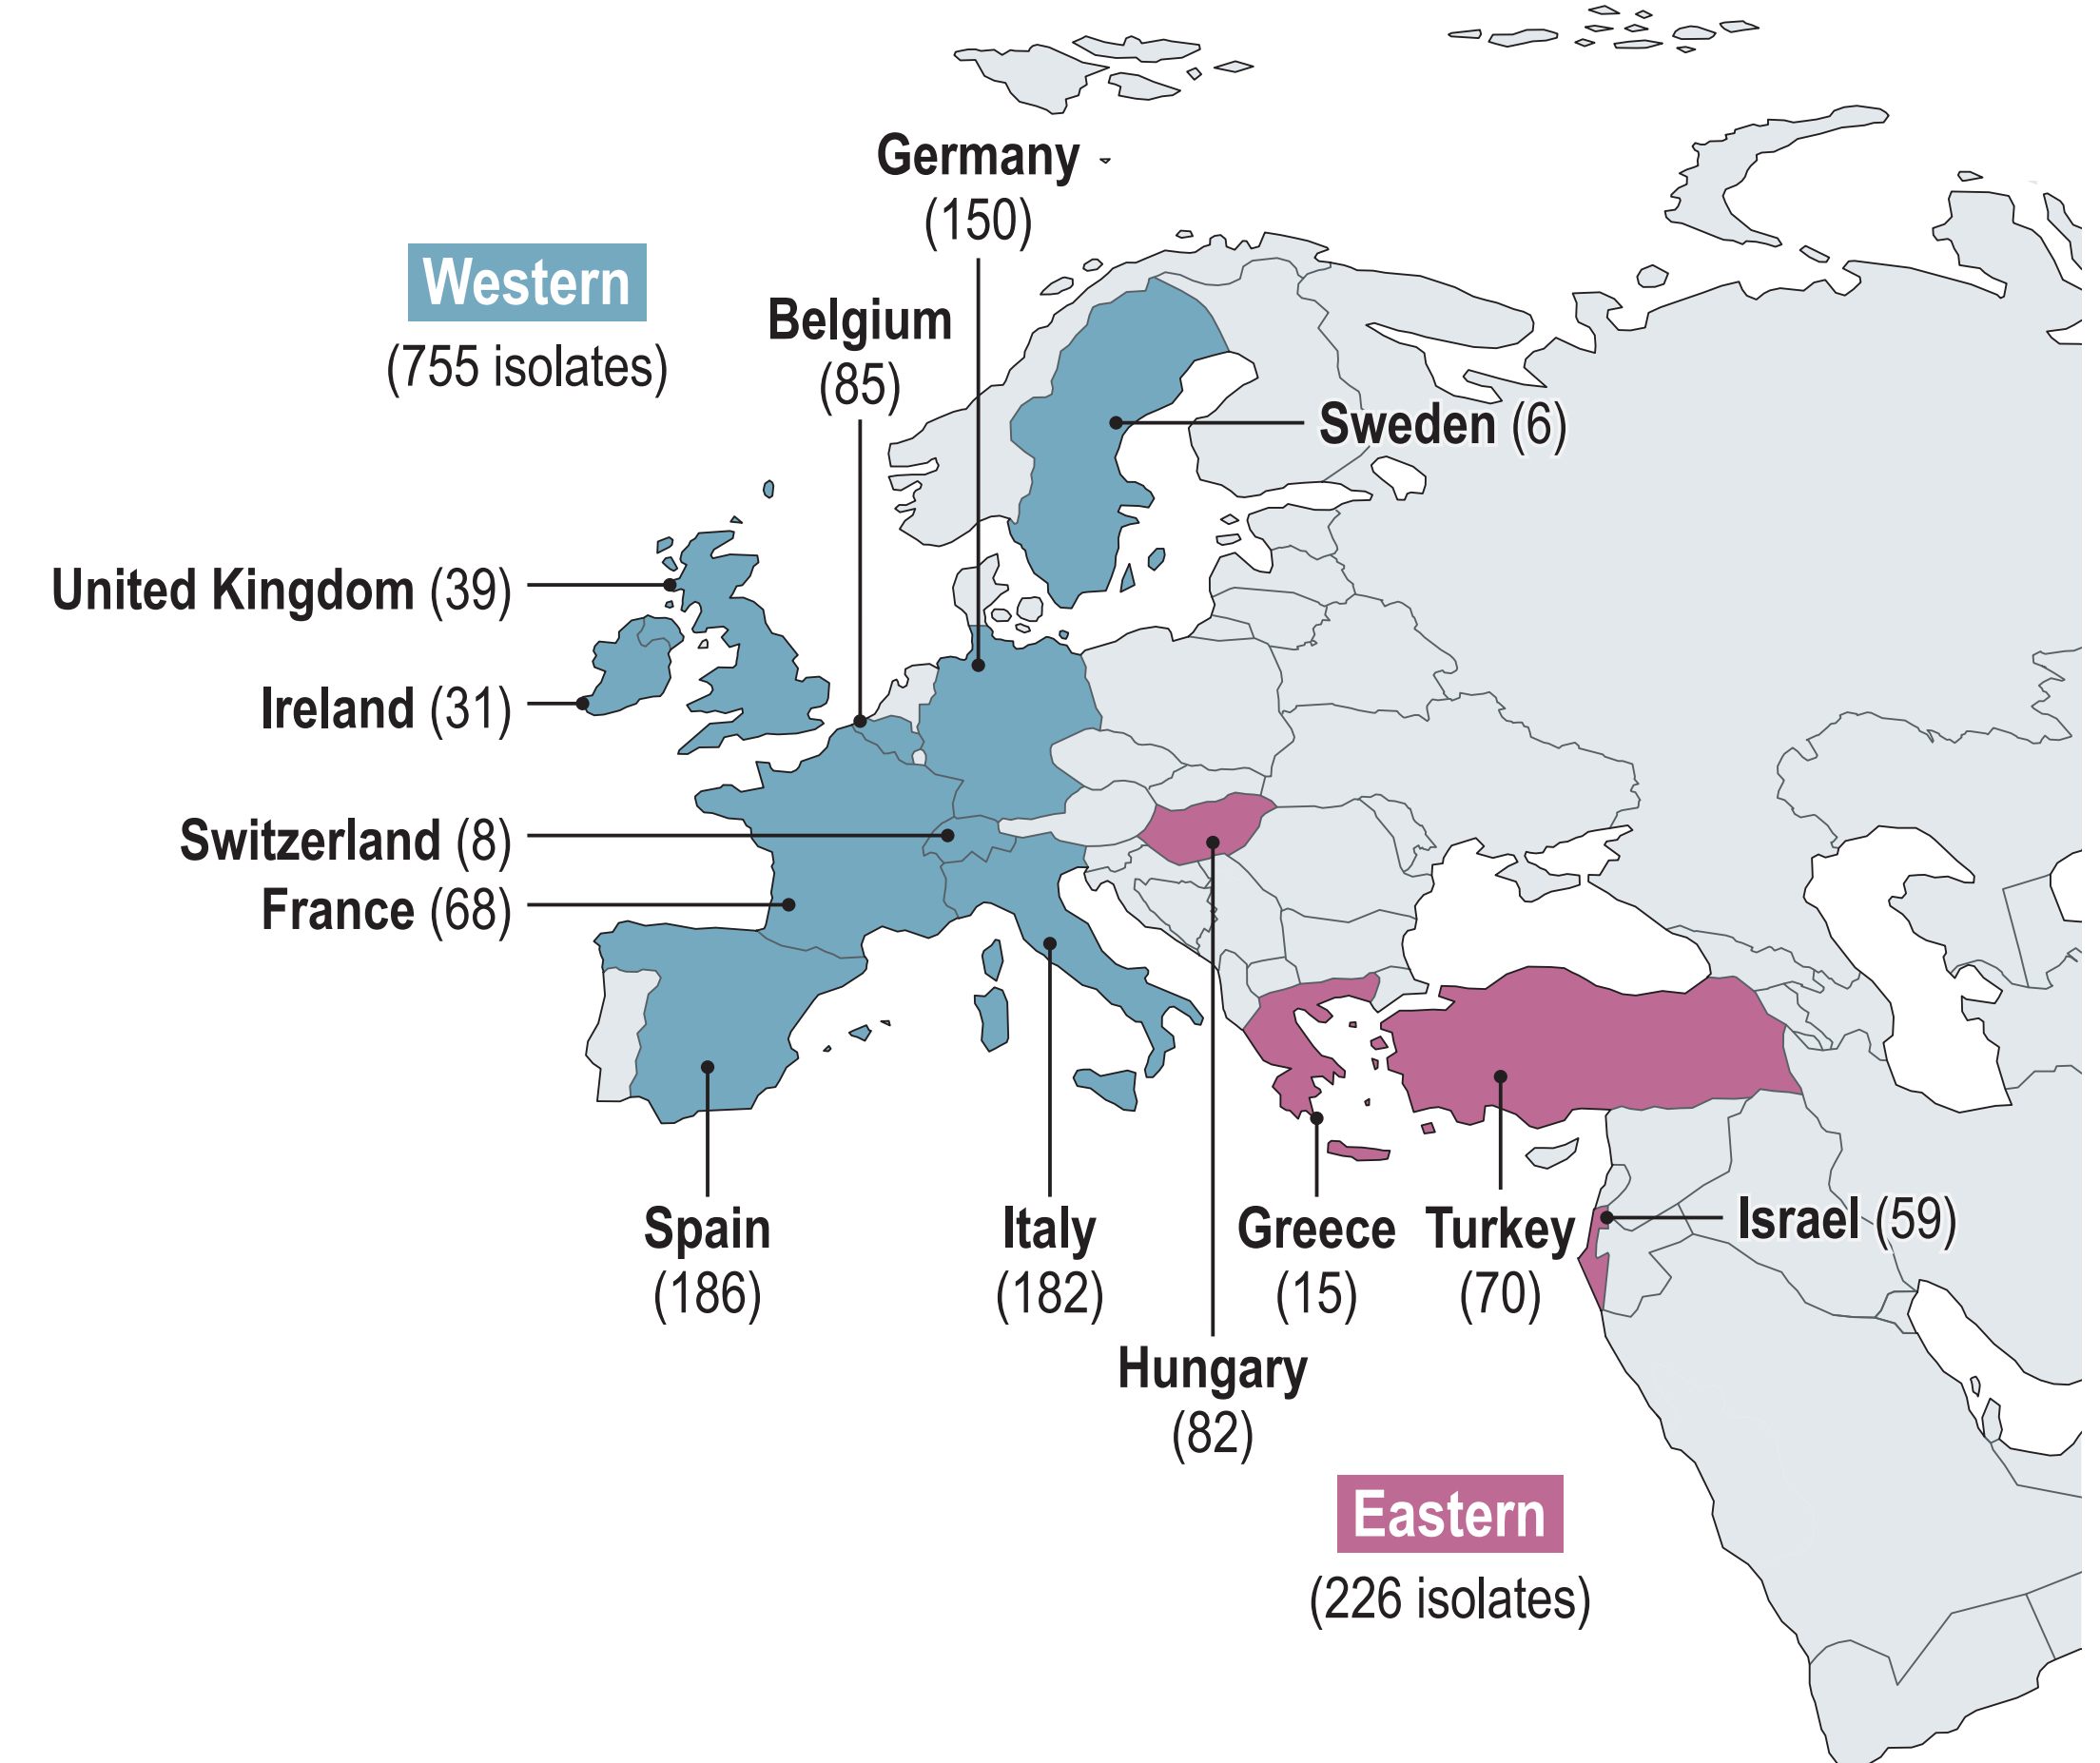 Germany
(150)
Western
(755 isolates)
Belgium
(85)
Sweden (6)
United Kingdom (39)
Ireland (31)
Switzerland (8)
France (68)
Spain
(186)
Italy
(182)
Greece
(15)
Turkey
(70)
Israel (59)
Hungary
(82)
Eastern
(226 isolates)